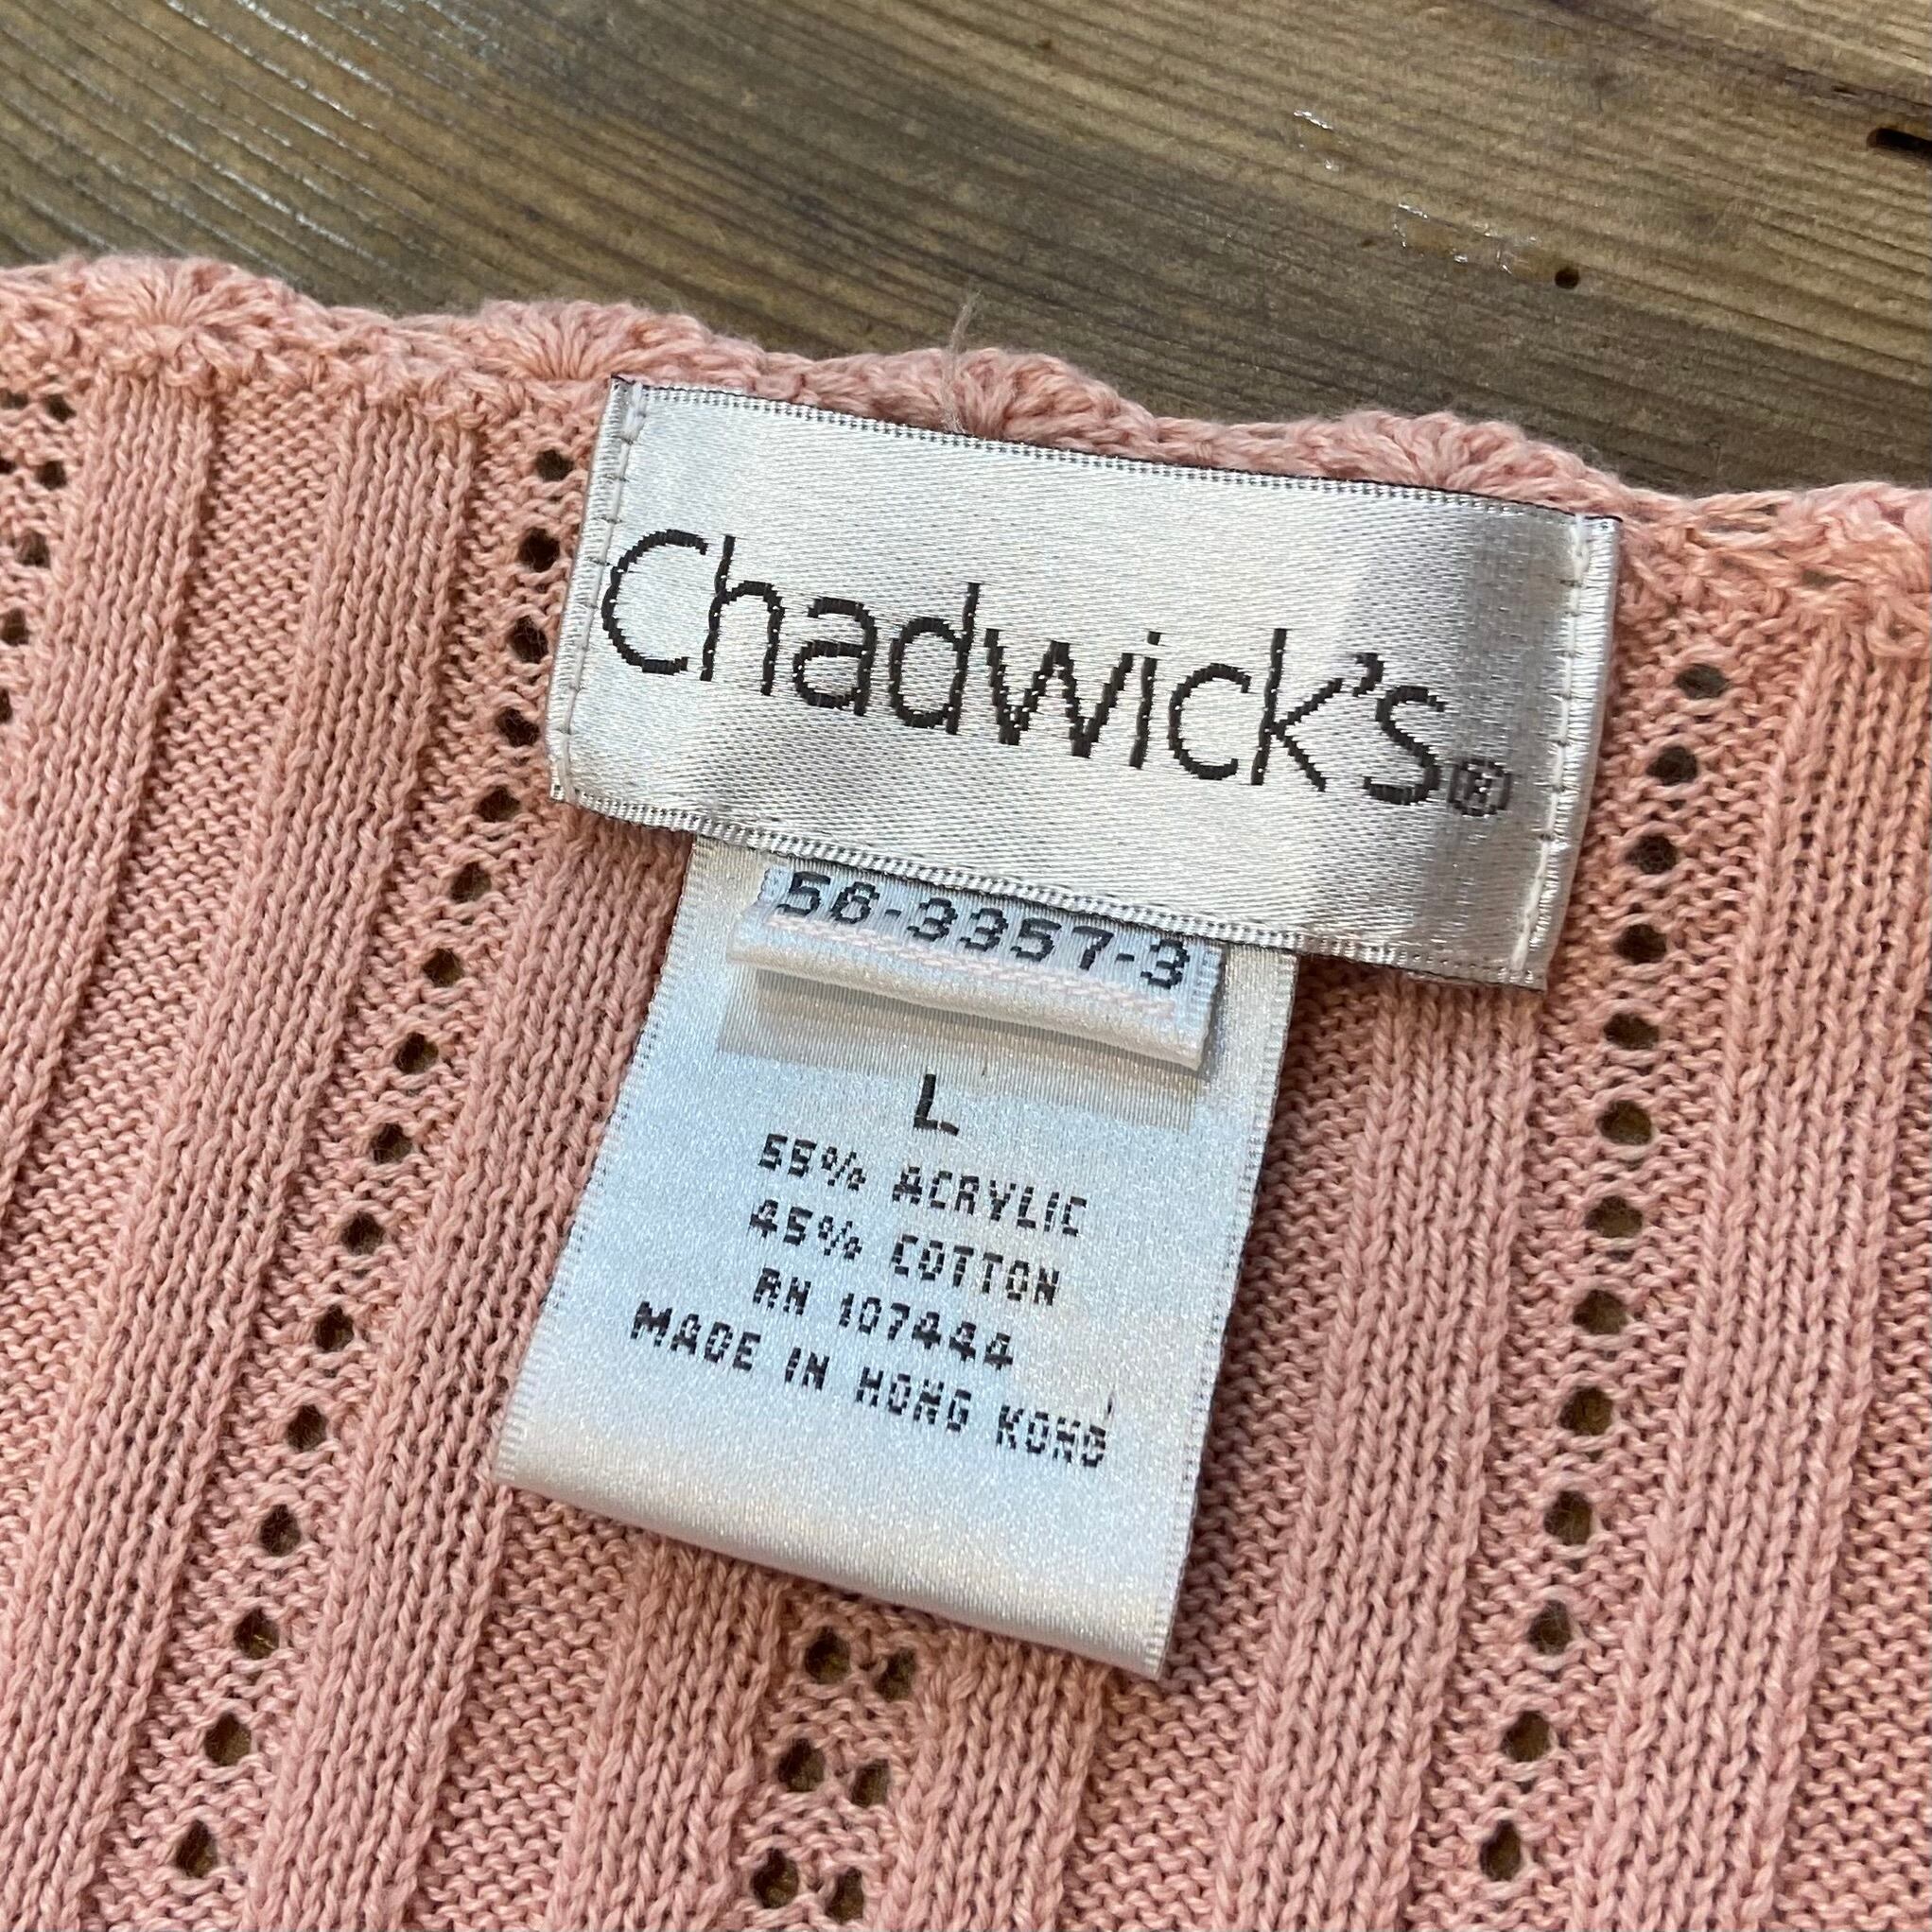 Chadwick's®
56-3357-3
L
55% ACRYLIC
45% COTTON
RN 107444
MADE IN HONG KONG